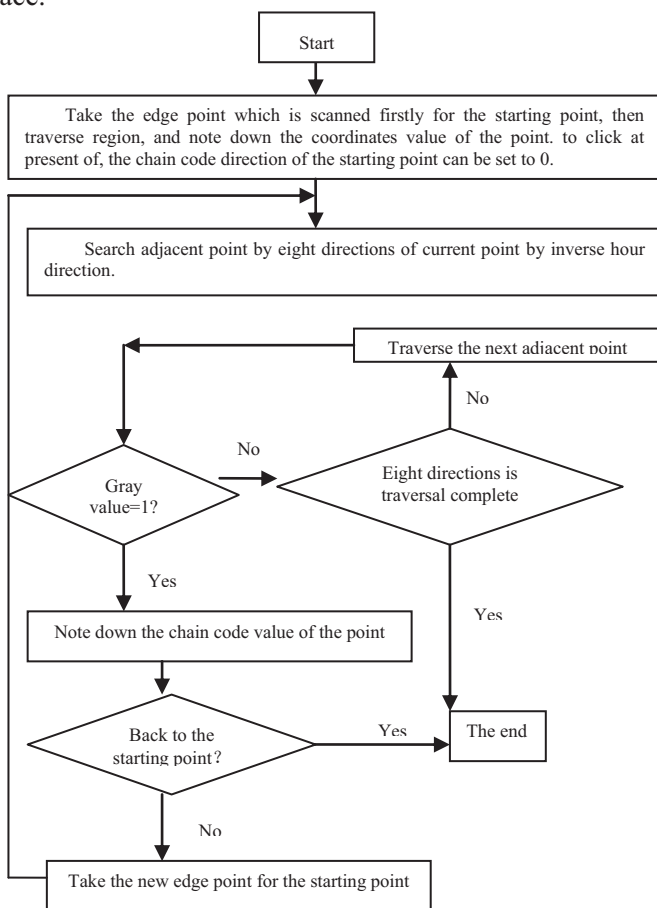 Start
Take the edge point which is scanned firstly for the starting point, then
traverse region, and note down the coordinates value of the point. to click at
present of, the chain code direction of the starting point can be set to 0.
Search adjacent point by eight directions of current point by inverse hour
direction.
Traverse the next adjacent point
No
No
Eight directions is
traversal complete
Gray
value=1?
Yes
Yes
Note down the chain code value of the point
Back to the
starting point?
Yes
The end
No
Take the new edge point for the starting point